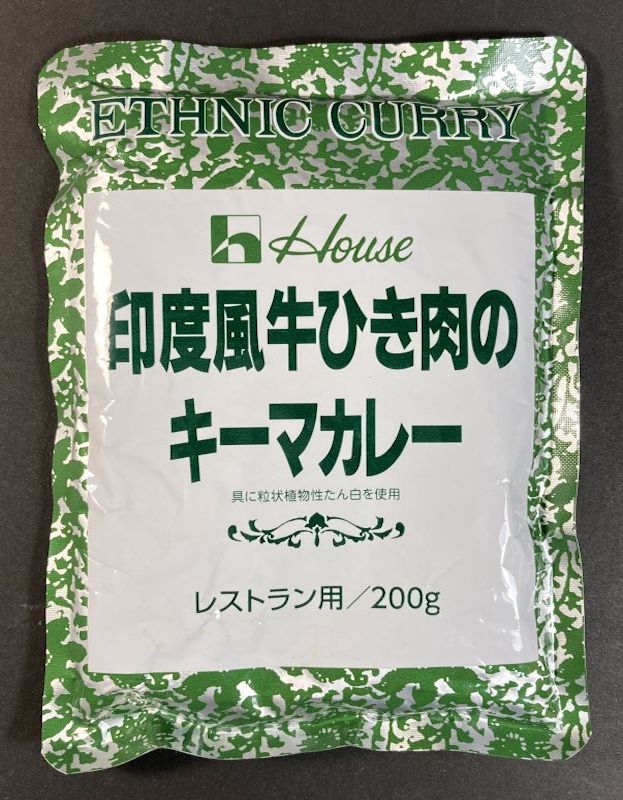 ETHNIC CURRY
House
印度風牛ひき肉の
キーマカレー
具に粒状植物性たん白を使用
レストラン用／200g